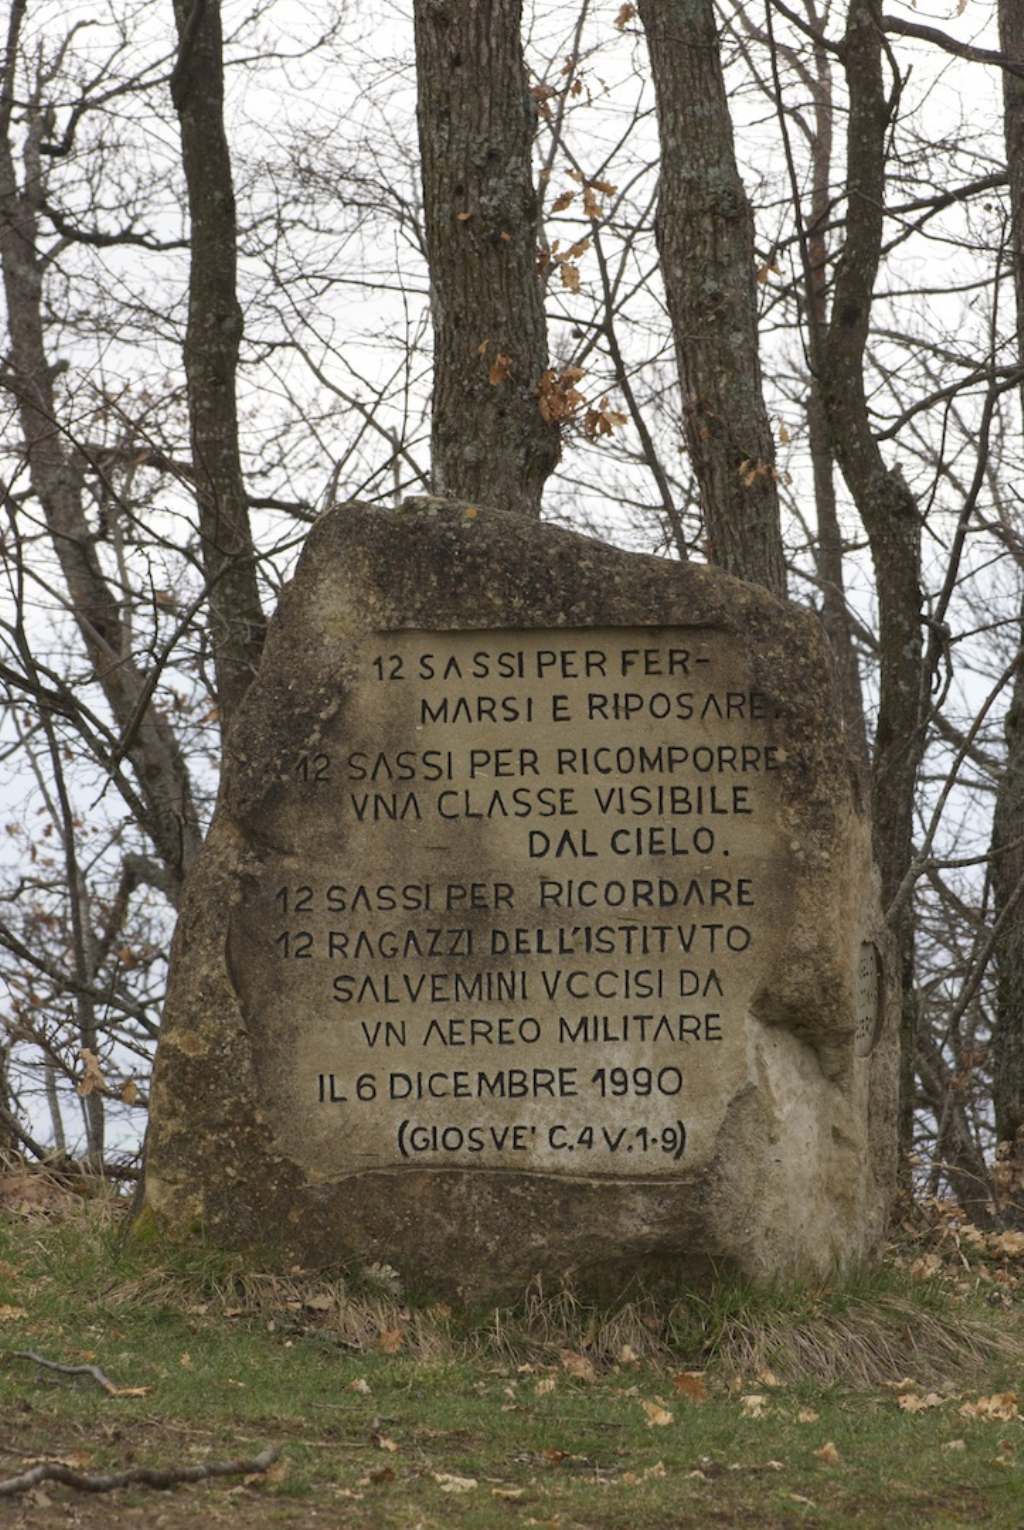 12 SASSI PER FER-
MARSI E RIPOSARE.
12 SASSI PER RICOMPORRE
VNA CLASSE VISIBILE
DAL CIELO.
12 SASSI PER RICORDARE
12 RAGAZZI DELL'ISTITVTO
SALVEMINI VCCISI DA
VN AEREO MILITARE
IL 6 DICEMBRE 1990
(GIOSVE' C.4 V.1·9)